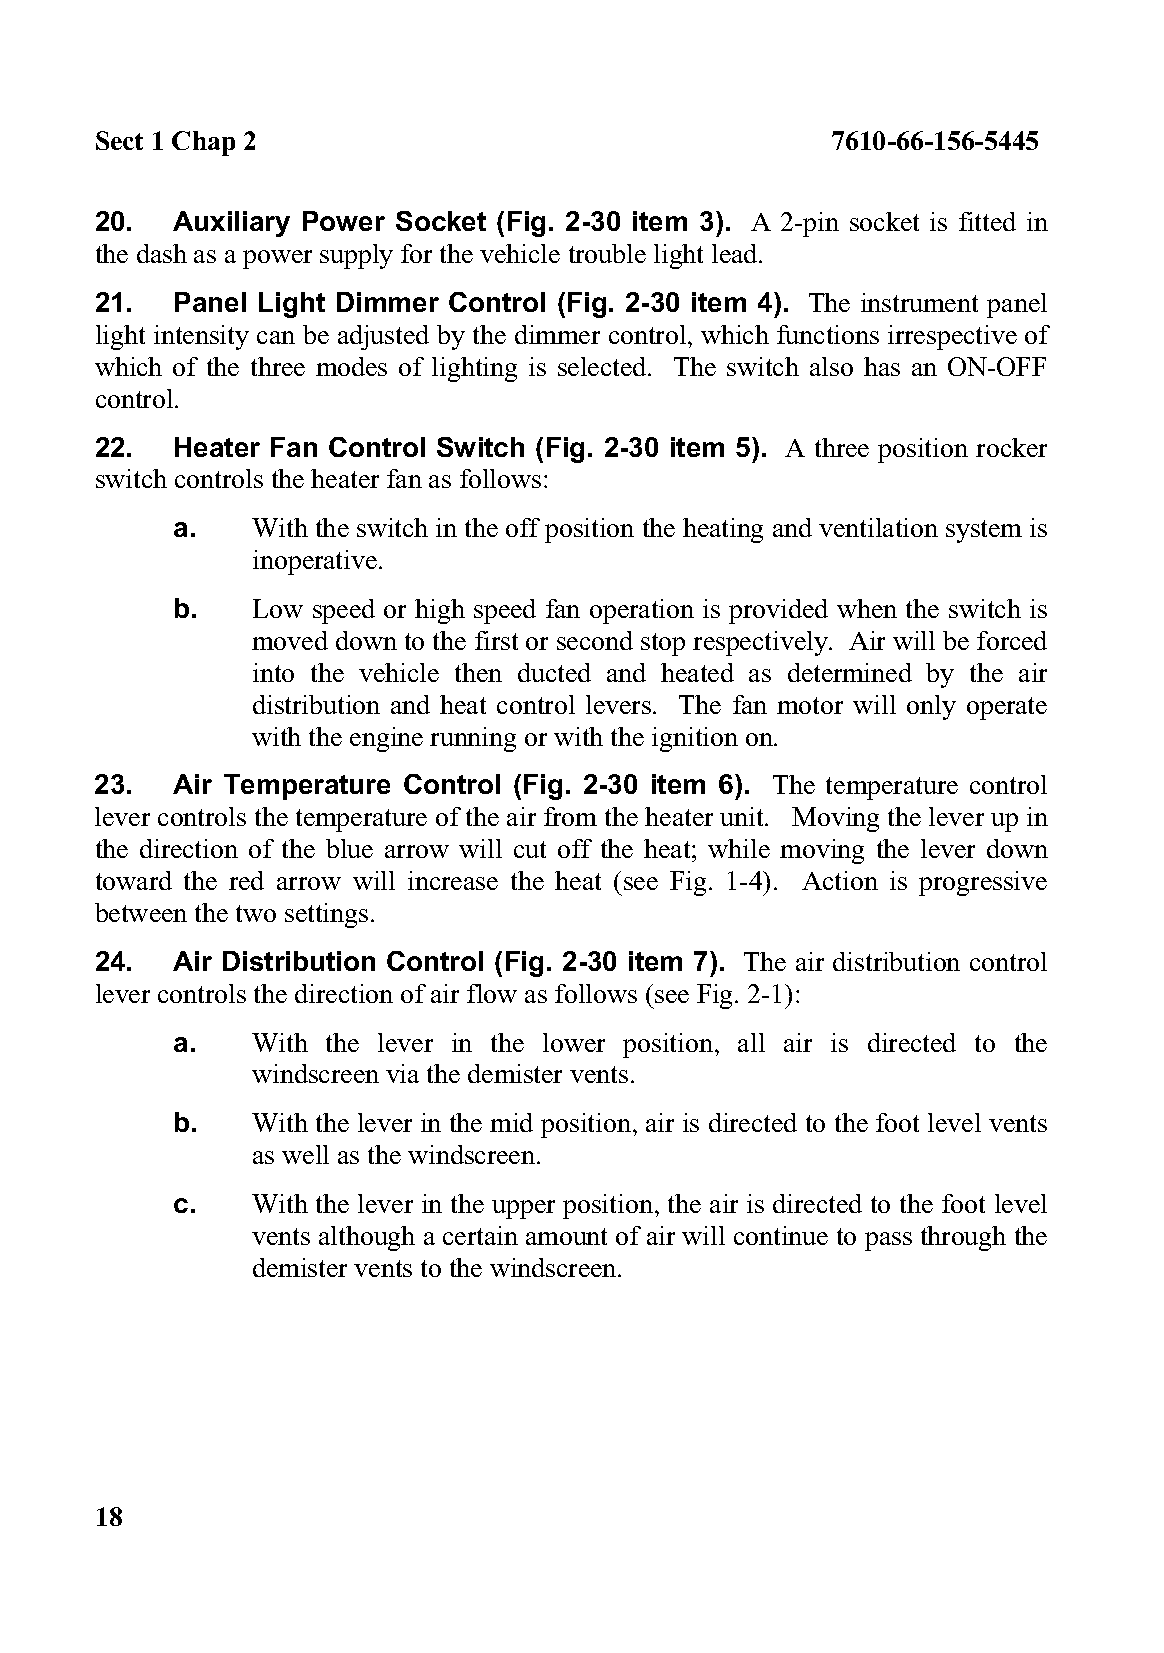 Sect 1 Chap 2 7610-66-156-5445
20. Auxiliary Power Socket (Fig. 2-30 item 3). A 2-pin socket is fitted in
the dash as a power supply for the vehicle trouble light lead.
21. Panel Light Dimmer Control (Fig. 2-30 item 4). The instrument panel
light intensity can be adjusted by the dimmer control, which functions irrespective of
which of the three modes of lighting is selected. The switch also has an ON-OFF
control.
22. Heater Fan Control Switch (Fig. 2-30 item 5). A three position rocker
switch controls the heater fan as follows:
a. With the switch in the off position the heating and ventilation system is
inoperative.
b. Low speed or high speed fan operation is provided when the switch is
moved down to the first or second stop respectively. Air will be forced
into the vehicle then ducted and heated as determined by the air
distribution and heat control levers. The fan motor will only operate
with the engine running or with the ignition on.
23. Air Temperature Control (Fig. 2-30 item 6). The temperature control
lever controls the temperature of the air from the heater unit. Moving the lever up in
the direction of the blue arrow will cut off the heat; while moving the lever down
toward the red arrow will increase the heat (see Fig. 1-4). Action is progressive
between the two settings.
24. Air Distribution Control (Fig. 2-30 item 7). The air distribution control
lever controls the direction of air flow as follows (see Fig. 2-1):
a. With the lever in the lower position, all air is directed to the
windscreen via the demister vents.
b. With the lever in the mid position, air is directed to the foot level vents
as well as the windscreen.
c. With the lever in the upper position, the air is directed to the foot level
vents although a certain amount of air will continue to pass through the
demister vents to the windscreen.
18